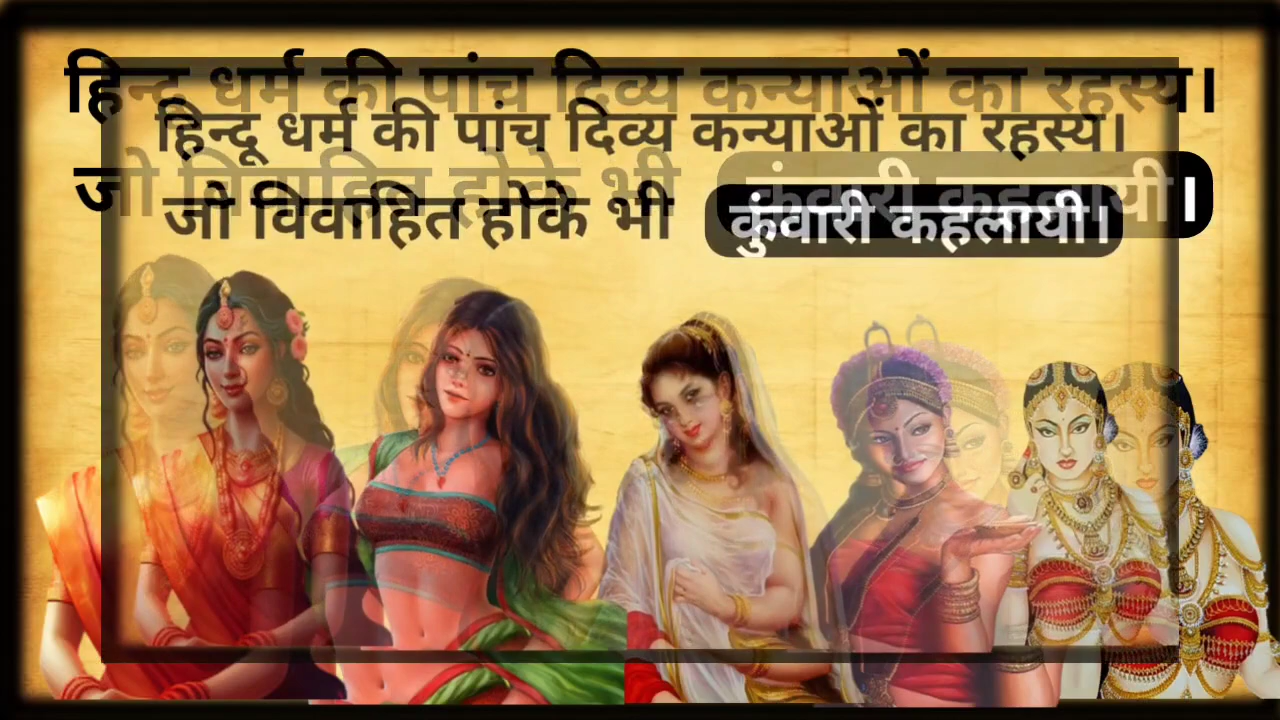 हिन्दू धर्म की पांच दिव्य कन्याओं का रहस्य।
जो विवाहित होके भी कुंवारी कहलायी।